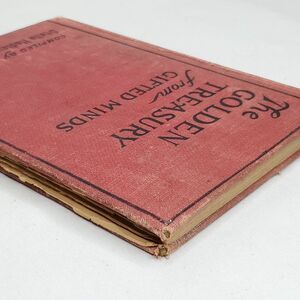 The
GOLDEN
TREASURY
from
GIFTED MINDS
COMPILED BY